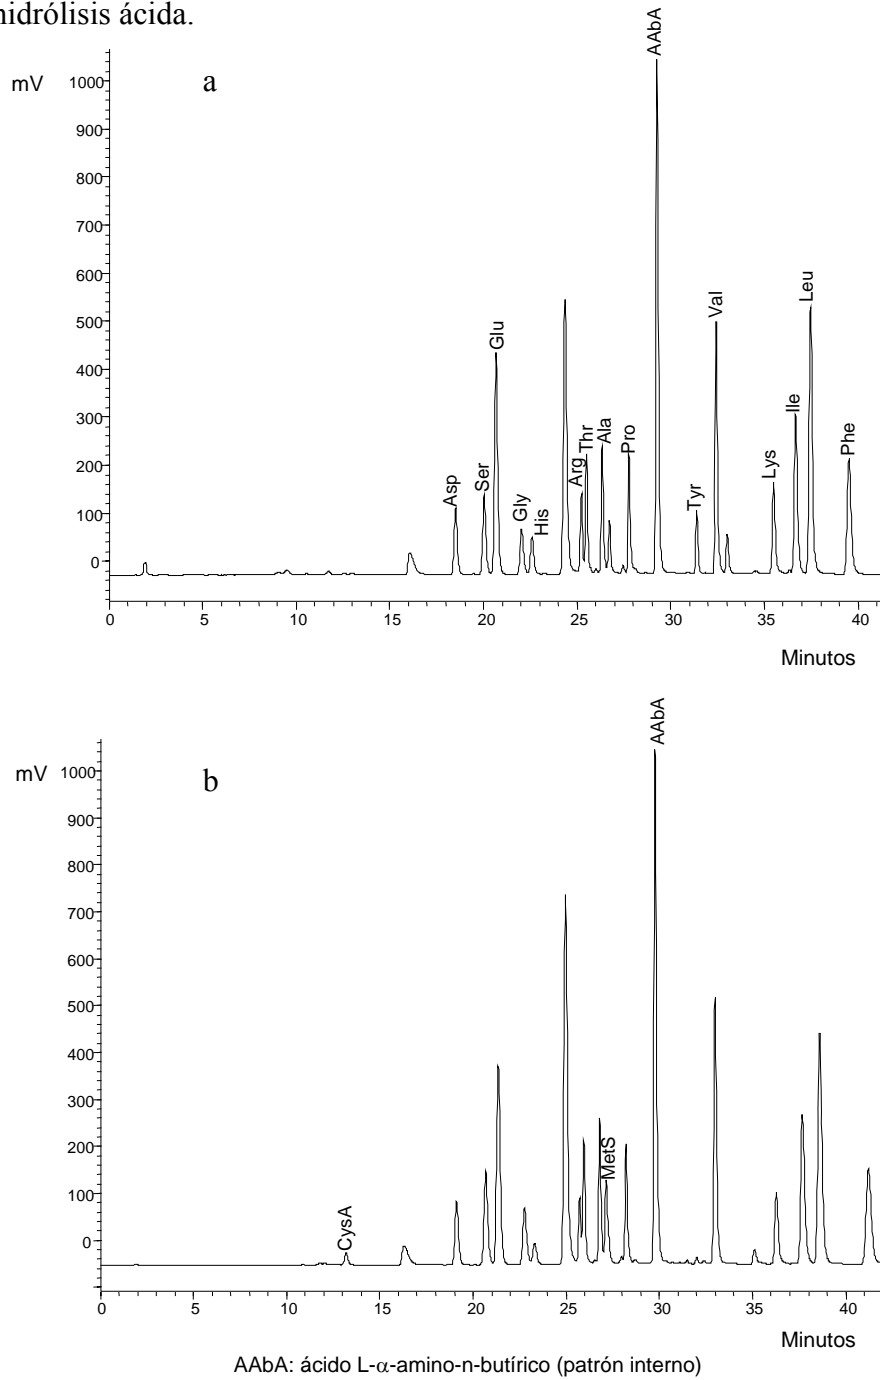 hidrólisis ácida.
a
mV
1000
900
800
700
600
500
400
300
200
100
0
AAbA
Asp
Ser
Glu
Gly
His
Arg
Thr
Ala
Pro
Tyr
Val
Lys
Ile
Leu
Phe
0 5 10 15 20 25 30 35 40
Minutos
b
mV
1000
900
800
700
600
500
400
300
200
100
0
AAbA
CysA
MetS
0 5 10 15 20 25 30 35 40
Minutos
AAbA: ácido L-α-amino-n-butírico (patrón interno)